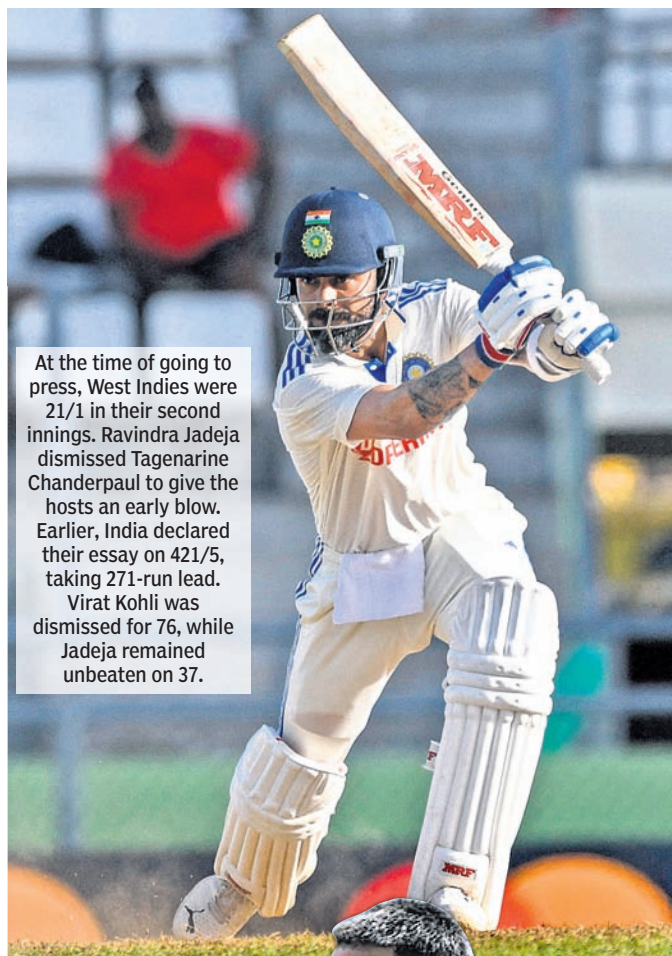 At the time of going to
press, West Indies were
21/1 in their second
innings. Ravindra Jadeja
dismissed Tagenarine
Chanderpaul to give the
hosts an early blow.
Earlier, India declared
their essay on 421/5,
taking 271-run lead.
Virat Kohli was
dismissed for 76, while
Jadeja remained
unbeaten on 37.
Genius
MRF
MRF